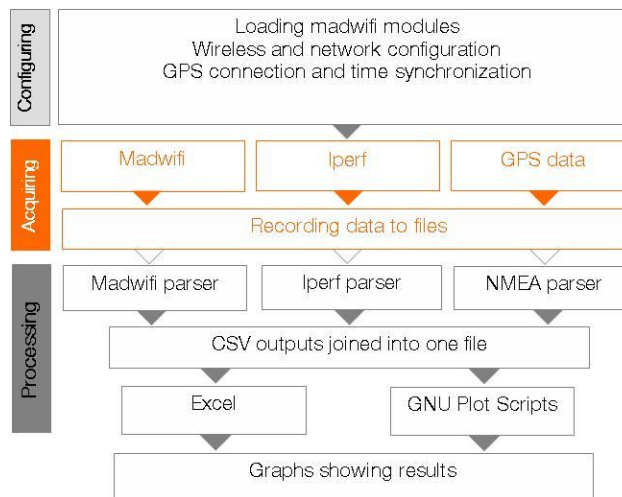 Configuring
Loading madwifi modules
Wireless and network configuration
GPS connection and time synchronization
Acquiring
Madwifi
Iperf
GPS data
Recording data to files
Processing
Madwifi parser
Iperf parser
NMEA parser
CSV outputs joined into one file
Excel
GNU Plot Scripts
Graphs showing results